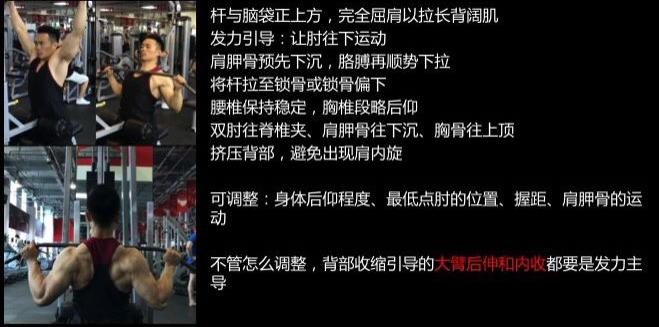 杆与脑袋正上方，完全屈肩以拉长背阔肌
发力引导：让肘往下运动
肩胛骨预先下沉，胳膊再顺势下拉
将杆拉至锁骨或锁骨偏下
腰椎保持稳定，胸椎段略后仰
双肘往脊椎夹、肩胛骨往下沉、胸骨往上顶
挤压背部，避免出现肩内旋
可调整：身体后仰程度、最低点肘的位置、握距、肩胛骨的运
动
不管怎么调整，背部收缩引导的大臂后伸和内收都要是发力主
导